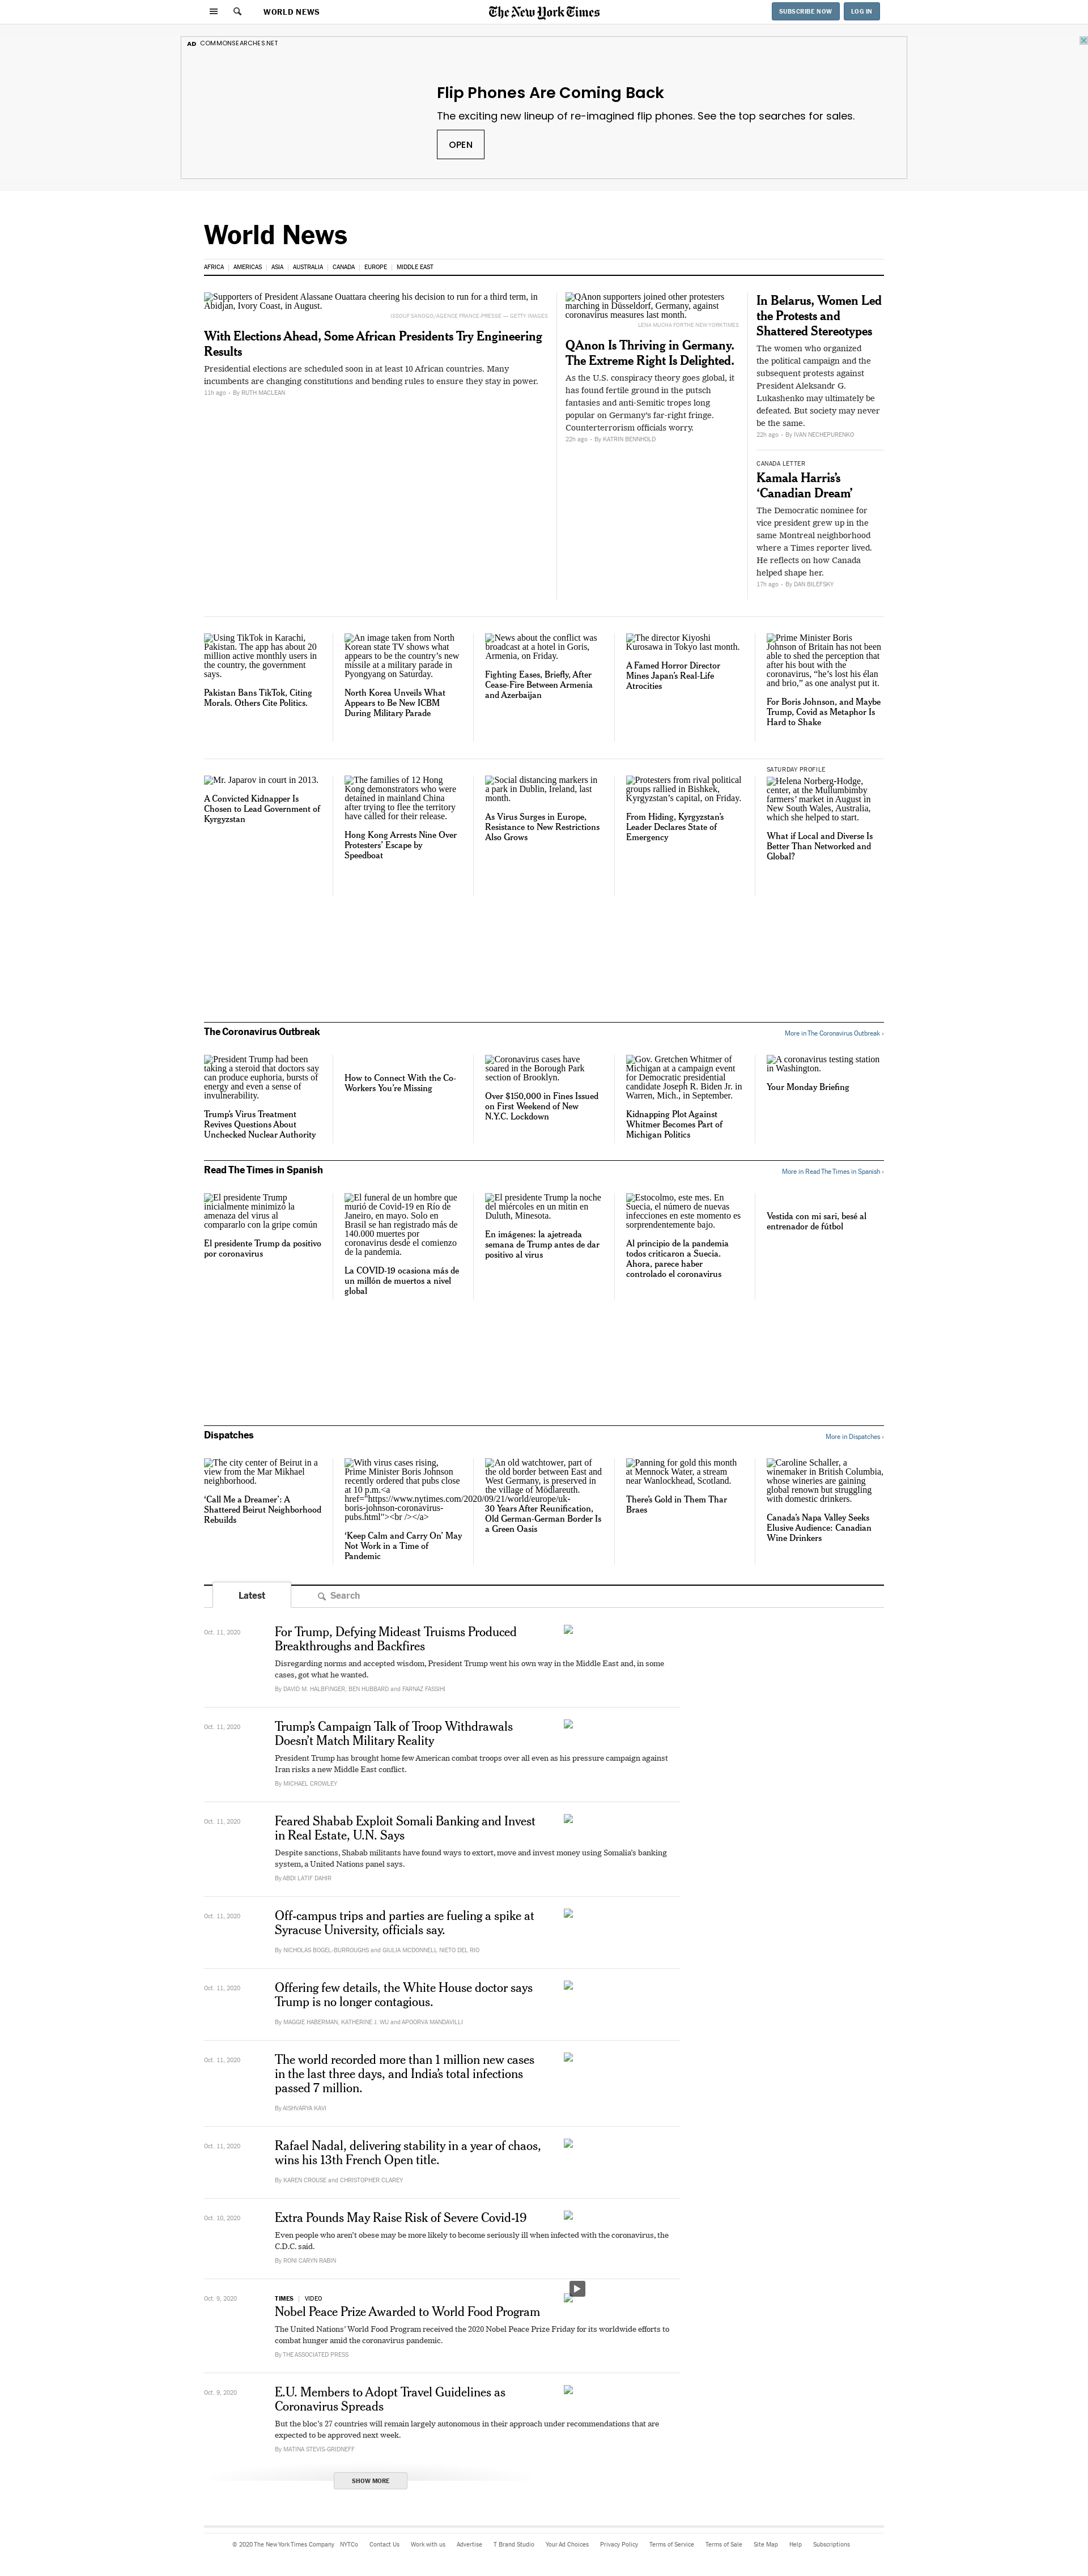 WORLD NEWS
The New York Times
SUBSCRIBE NOW
LOG IN
AD COMMONSEARCHES.NET
Flip Phones Are Coming Back
The exciting new lineup of re-imagined flip phones. See the top searches for sales.
OPEN
World News
AFRICA | AMERICAS | ASIA | AUSTRALIA | CANADA | EUROPE | MIDDLE EAST
Supporters of President Alassane Ouattara cheering his decision to run for a third term, in
Abidjan, Ivory Coast, in August.
ISSOUF SANOGO/AGENCE FRANCE-PRESSE — GETTY IMAGES
With Elections Ahead, Some African Presidents Try Engineering
Results
Presidential elections are scheduled soon in at least 10 African countries. Many
incumbents are changing constitutions and bending rules to ensure they stay in power.
11h ago · By RUTH MACLEAN
QAnon supporters joined other protesters
marching in Düsseldorf, Germany, against
coronavirus measures last month.
LENA MUCHA FOR THE NEW YORK TIMES
QAnon Is Thriving in Germany.
The Extreme Right Is Delighted.
As the U.S. conspiracy theory goes global, it
has found fertile ground in the putsch
fantasies and anti-Semitic tropes long
popular on Germany’s far-right fringe.
Counterterrorism officials worry.
22h ago · By KATRIN BENNHOLD
In Belarus, Women Led
the Protests and
Shattered Stereotypes
The women who organized
the political campaign and the
subsequent protests against
President Aleksandr G.
Lukashenko may ultimately be
defeated. But society may never
be the same.
22h ago · By IVAN NECHEPURENKO
CANADA LETTER
Kamala Harris’s
‘Canadian Dream’
The Democratic nominee for
vice president grew up in the
same Montreal neighborhood
where a Times reporter lived.
He reflects on how Canada
helped shape her.
17h ago · By DAN BILEFSKY
Using TikTok in Karachi,
Pakistan. The app has about 20
million active monthly users in
the country, the government
says.
Pakistan Bans TikTok, Citing
Morals. Others Cite Politics.
An image taken from North
Korean state TV shows what
appears to be the country’s new
missile at a military parade in
Pyongyang on Saturday.
North Korea Unveils What
Appears to Be New ICBM
During Military Parade
News about the conflict was
broadcast at a hotel in Goris,
Armenia, on Friday.
Fighting Eases, Briefly, After
Cease-Fire Between Armenia
and Azerbaijan
The director Kiyoshi
Kurosawa in Tokyo last month.
A Famed Horror Director
Mines Japan’s Real-Life
Atrocities
Prime Minister Boris
Johnson of Britain has not been
able to shed the perception that
after his bout with the
coronavirus, “he’s lost his élan
and brio,” as one analyst put it.
For Boris Johnson, and Maybe
Trump, Covid as Metaphor Is
Hard to Shake
Mr. Japarov in court in 2013.
A Convicted Kidnapper Is
Chosen to Lead Government of
Kyrgyzstan
The families of 12 Hong
Kong demonstrators who were
detained in mainland China
after trying to flee the territory
have called for their release.
Hong Kong Arrests Nine Over
Protesters’ Escape by
Speedboat
Social distancing markers in
a park in Dublin, Ireland, last
month.
As Virus Surges in Europe,
Resistance to New Restrictions
Also Grows
Protesters from rival political
groups rallied in Bishkek,
Kyrgyzstan’s capital, on Friday.
From Hiding, Kyrgyzstan’s
Leader Declares State of
Emergency
SATURDAY PROFILE
Helena Norberg-Hodge,
center, at the Mullumbimby
farmers’ market in August in
New South Wales, Australia,
which she helped to start.
What if Local and Diverse Is
Better Than Networked and
Global?
The Coronavirus Outbreak
More in The Coronavirus Outbreak ›
President Trump had been
taking a steroid that doctors say
can produce euphoria, bursts of
energy and even a sense of
invulnerability.
Trump’s Virus Treatment
Revives Questions About
Unchecked Nuclear Authority
How to Connect With the Co-
Workers You’re Missing
Coronavirus cases have
soared in the Borough Park
section of Brooklyn.
Over $150,000 in Fines Issued
on First Weekend of New
N.Y.C. Lockdown
Gov. Gretchen Whitmer of
Michigan at a campaign event
for Democratic presidential
candidate Joseph R. Biden Jr. in
Warren, Mich., in September.
Kidnapping Plot Against
Whitmer Becomes Part of
Michigan Politics
A coronavirus testing station
in Washington.
Your Monday Briefing
Read The Times in Spanish
More in Read The Times in Spanish ›
El presidente Trump
inicialmente minimizó la
amenaza del virus al
compararlo con la gripe común
El presidente Trump da positivo
por coronavirus
El funeral de un hombre que
murió de Covid-19 en Río de
Janeiro, en mayo. Solo en
Brasil se han registrado más de
140.000 muertes por
coronavirus desde el comienzo
de la pandemia.
La COVID-19 ocasiona más de
un millón de muertos a nivel
global
El presidente Trump la noche
del miércoles en un mitin en
Duluth, Minesota.
En imágenes: la ajetreada
semana de Trump antes de dar
positivo al virus
Estocolmo, este mes. En
Suecia, el número de nuevas
infecciones en este momento es
sorprendentemente bajo.
Al principio de la pandemia
todos criticaron a Suecia.
Ahora, parece haber
controlado el coronavirus
Vestida con mi sari, besé al
entrenador de fútbol
Dispatches
More in Dispatches ›
The city center of Beirut in a
view from the Mar Mikhael
neighborhood.
‘Call Me a Dreamer’: A
Shattered Beirut Neighborhood
Rebuilds
With virus cases rising,
Prime Minister Boris Johnson
recently ordered that pubs close
at 10 p.m.<a
href="https://www.nytimes.com/2020/09/21/world/europe/uk-
boris-johnson-coronavirus-
pubs.html"><br /></a>
‘Keep Calm and Carry On’ May
Not Work in a Time of
Pandemic
An old watchtower, part of
the old border between East and
West Germany, is preserved in
the village of Mödlareuth.
30 Years After Reunification,
Old German-German Border Is
a Green Oasis
Panning for gold this month
at Mennock Water, a stream
near Wanlockhead, Scotland.
There’s Gold in Them Thar
Braes
Caroline Schaller, a
winemaker in British Columbia,
whose wineries are gaining
global renown but struggling
with domestic drinkers.
Canada’s Napa Valley Seeks
Elusive Audience: Canadian
Wine Drinkers
Latest
Search
Oct. 11, 2020
For Trump, Defying Mideast Truisms Produced
Breakthroughs and Backfires
Disregarding norms and accepted wisdom, President Trump went his own way in the Middle East and, in some
cases, got what he wanted.
By DAVID M. HALBFINGER, BEN HUBBARD and FARNAZ FASSIHI
Oct. 11, 2020
Trump’s Campaign Talk of Troop Withdrawals
Doesn’t Match Military Reality
President Trump has brought home few American combat troops over all even as his pressure campaign against
Iran risks a new Middle East conflict.
By MICHAEL CROWLEY
Oct. 11, 2020
Feared Shabab Exploit Somali Banking and Invest
in Real Estate, U.N. Says
Despite sanctions, Shabab militants have found ways to extort, move and invest money using Somalia’s banking
system, a United Nations panel says.
By ABDI LATIF DAHIR
Oct. 11, 2020
Off-campus trips and parties are fueling a spike at
Syracuse University, officials say.
By NICHOLAS BOGEL-BURROUGHS and GIULIA MCDONNELL NIETO DEL RIO
Oct. 11, 2020
Offering few details, the White House doctor says
Trump is no longer contagious.
By MAGGIE HABERMAN, KATHERINE J. WU and APOORVA MANDAVILLI
Oct. 11, 2020
The world recorded more than 1 million new cases
in the last three days, and India’s total infections
passed 7 million.
By AISHVARYA KAVI
Oct. 11, 2020
Rafael Nadal, delivering stability in a year of chaos,
wins his 13th French Open title.
By KAREN CROUSE and CHRISTOPHER CLAREY
Oct. 10, 2020
Extra Pounds May Raise Risk of Severe Covid-19
Even people who aren’t obese may be more likely to become seriously ill when infected with the coronavirus, the
C.D.C. said.
By RONI CARYN RABIN
Oct. 9, 2020
TIMES | VIDEO
Nobel Peace Prize Awarded to World Food Program
The United Nations’ World Food Program received the 2020 Nobel Peace Prize Friday for its worldwide efforts to
combat hunger amid the coronavirus pandemic.
By THE ASSOCIATED PRESS
Oct. 9, 2020
E.U. Members to Adopt Travel Guidelines as
Coronavirus Spreads
But the bloc’s 27 countries will remain largely autonomous in their approach under recommendations that are
expected to be approved next week.
By MATINA STEVIS-GRIDNEFF
SHOW MORE
© 2020 The New York Times Company NYTCo Contact Us Work with us Advertise T Brand Studio Your Ad Choices Privacy Policy Terms of Service Terms of Sale Site Map Help Subscriptions